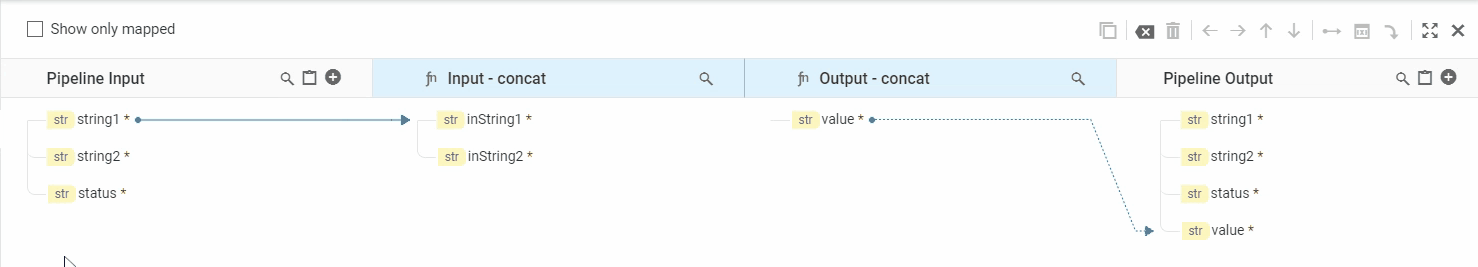 Show only mapped
Pipeline Input
fn Input - concat
fn Output - concat
Pipeline Output
str string1 *
str inString1 *
str value *
str string1 *
str string2 *
str inString2 *
str string2 *
str status *
str status *
str value *